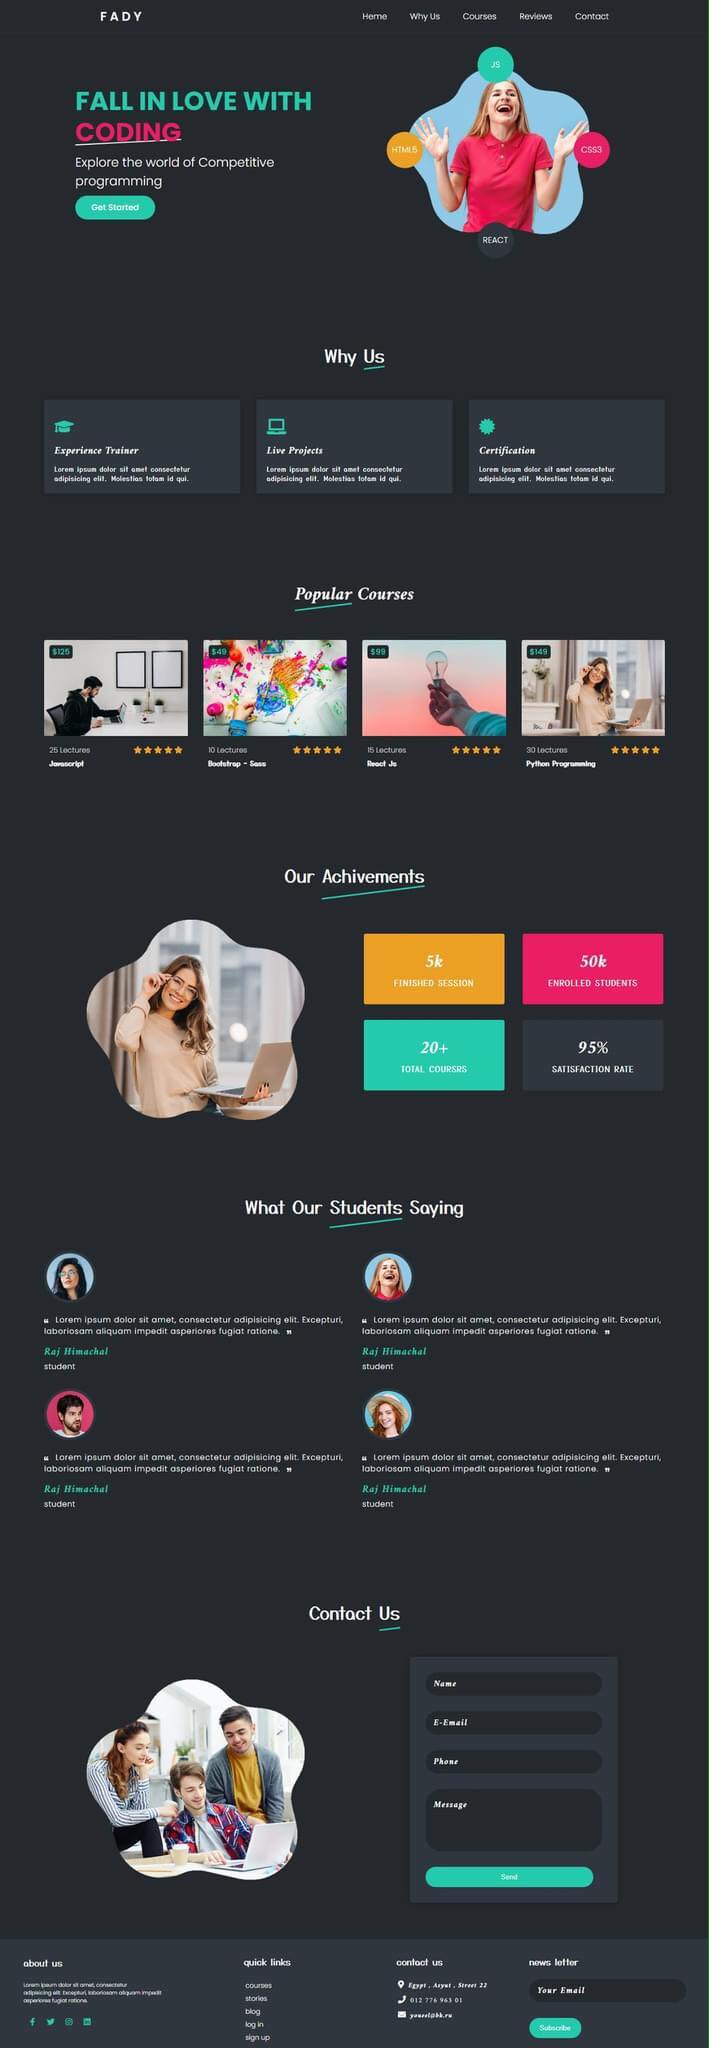 FADY
Home Why Us Courses Reviews Contact
JS
FALL IN LOVE WITH
CODING
HTML5
CSS3
Explore the world of Competitive
programming
Get Started
REACT
Why Us
Experience Trainer
Lorem ipsum dolor sit amet consectetur
adipisicing elit. Molestias totam id qui.
Live Projects
Lorem ipsum dolor sit amet consectetur
adipisicing elit. Molestias totam id qui.
Certification
Lorem ipsum dolor sit amet consectetur
adipisicing elit. Molestias totam id qui.
Popular Courses
$125
25 Lectures
Javascript
$49
10 Lectures
Bootstrap - Sass
$99
15 Lectures
React Js
$149
30 Lectures
Python Programming
Our Achivements
5k
FINISHED SESSION
50k
ENROLLED STUDENTS
20+
TOTAL COURSRS
95%
SATISFACTION RATE
What Our Students Saying
❝ Lorem ipsum dolor sit amet, consectetur adipisicing elit. Excepturi,
laboriosam aliquam impedit asperiores fugiat ratione. ❞
Raj Himachal
student
❝ Lorem ipsum dolor sit amet, consectetur adipisicing elit. Excepturi,
laboriosam aliquam impedit asperiores fugiat ratione. ❞
Raj Himachal
student
❝ Lorem ipsum dolor sit amet, consectetur adipisicing elit. Excepturi,
laboriosam aliquam impedit asperiores fugiat ratione. ❞
Raj Himachal
student
❝ Lorem ipsum dolor sit amet, consectetur adipisicing elit. Excepturi,
laboriosam aliquam impedit asperiores fugiat ratione. ❞
Raj Himachal
student
Contact Us
Name
E-Email
Phone
Message
Send
about us
Lorem ipsum dolor sit amet, consectetur
adipisicing elit. Excepturi, laboriosam aliquam impedit
asperiores fugiat ratione.
quick links
courses
stories
blog
log in
sign up
contact us
Egypt , Asyut , Street 22
012 776 963 01
youeel@bk.ru
news letter
Your Email
Subscribe